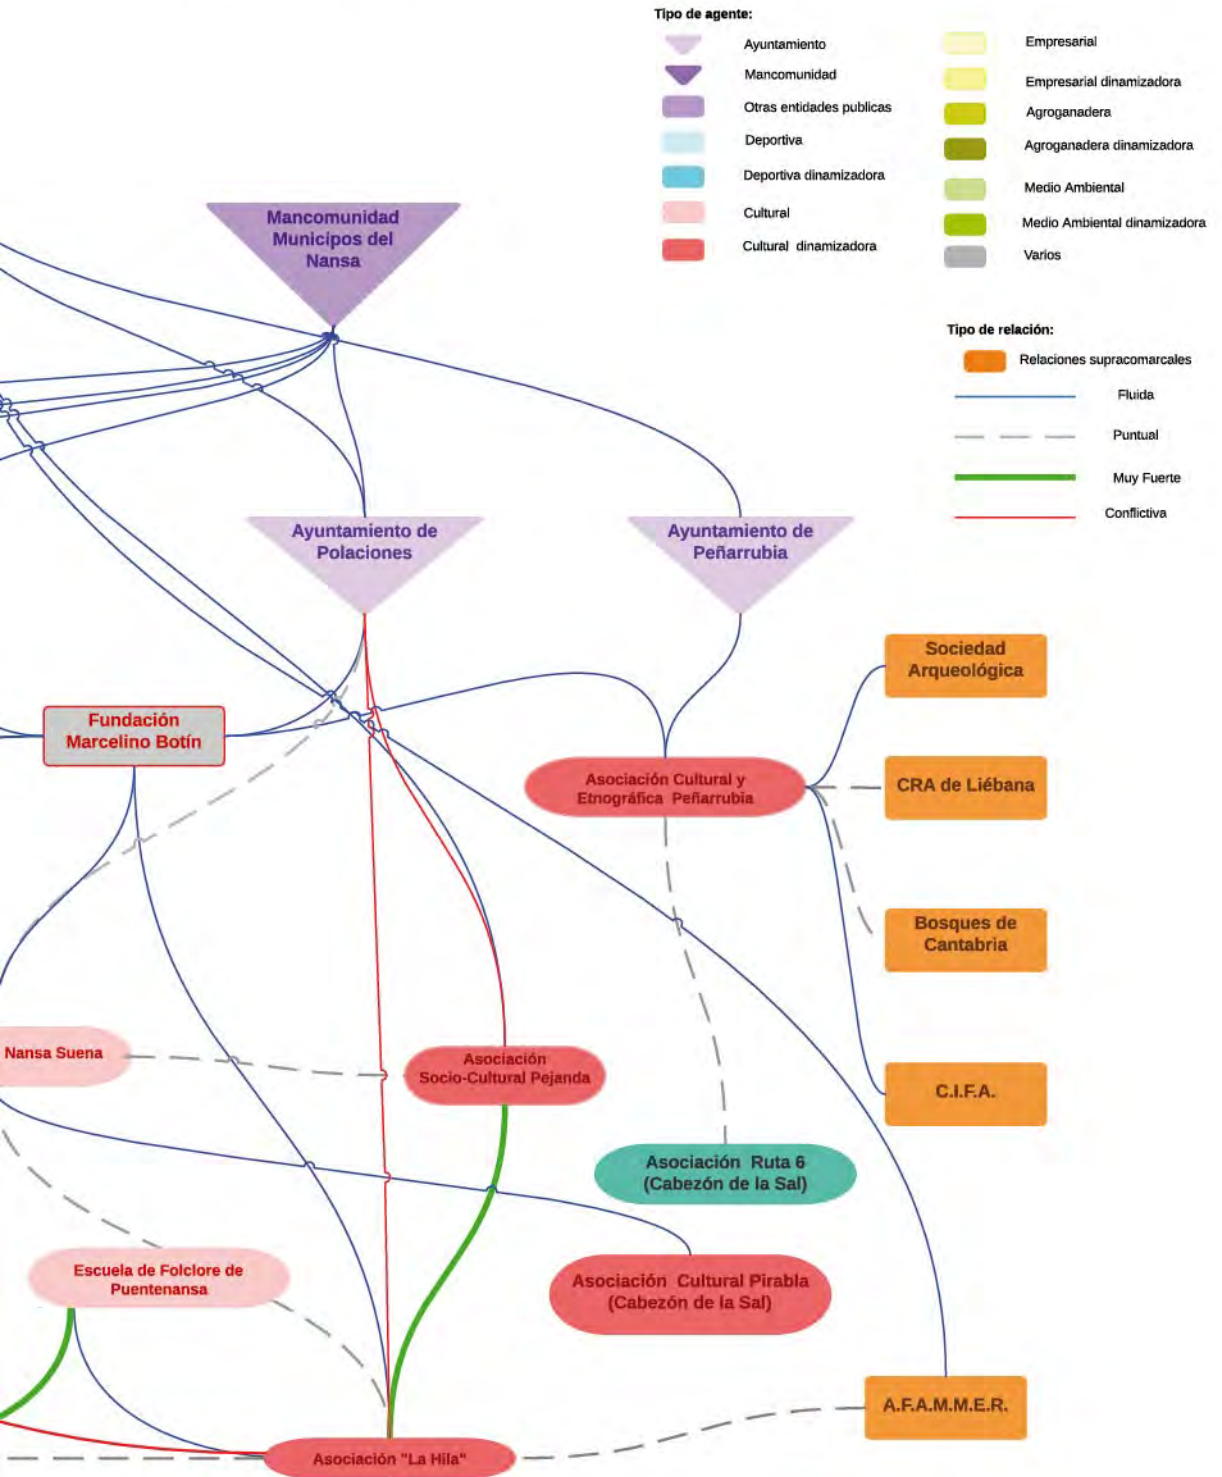 Tipo de agente:
Ayuntamiento
Mancomunidad
Otras entidades publicas
Deportiva
Deportiva dinamizadora
Cultural
Cultural dinamizadora
Empresarial
Empresarial dinamizadora
Agroganadera
Agroganadera dinamizadora
Medio Ambiental
Medio Ambiental dinamizadora
Varios
Tipo de relación:
Relaciones supracomarcales
Fluida
Puntual
Muy Fuerte
Conflictiva
Mancomunidad
Municipos del
Nansa
Ayuntamiento de
Polaciones
Ayuntamiento de
Peñarrubia
Sociedad
Arqueológica
Fundación
Marcelino Botín
Asociación Cultural y
Etnográfica Peñarrubia
CRA de Liébana
Bosques de
Cantabria
Nansa Suena
Asociación
Socio-Cultural Pejanda
C.I.F.A.
Asociación Ruta 6
(Cabezón de la Sal)
Escuela de Folclore de
Puentenansa
Asociación Cultural Pirabla
(Cabezón de la Sal)
A.F.A.M.M.E.R.
Asociación "La Hila"